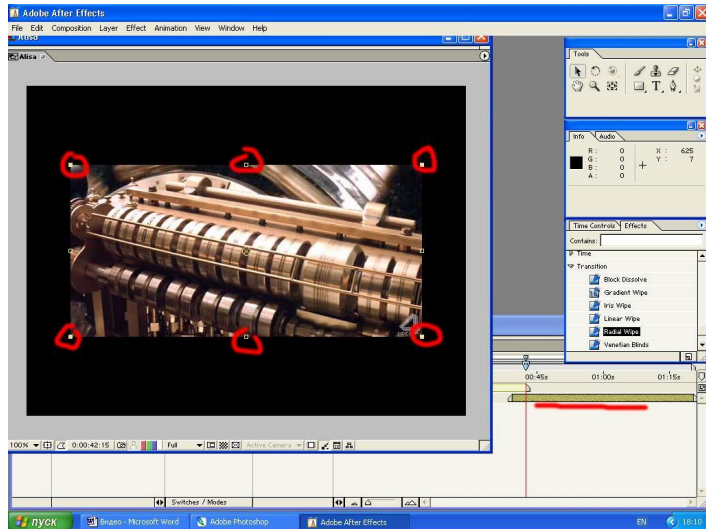 Adobe After Effects
File Edit Composition Layer Effect Animation View Window Help
Alisa
Alisa
Tools
Info Audio
R : 0 X : 625
G : 0 Y : 7
B : 0
A : 0
Time Controls Effects
Contains:
Time
Transition
Block Dissolve
Gradient Wipe
Iris Wipe
Linear Wipe
Radial Wipe
Venetian Blinds
00:45s 01:00s 01:15s
100% 0:00:42:15 Full Active Camera
Switches / Modes
пуск Видео - Microsoft Word Adobe Photoshop Adobe After Effects EN 18:10